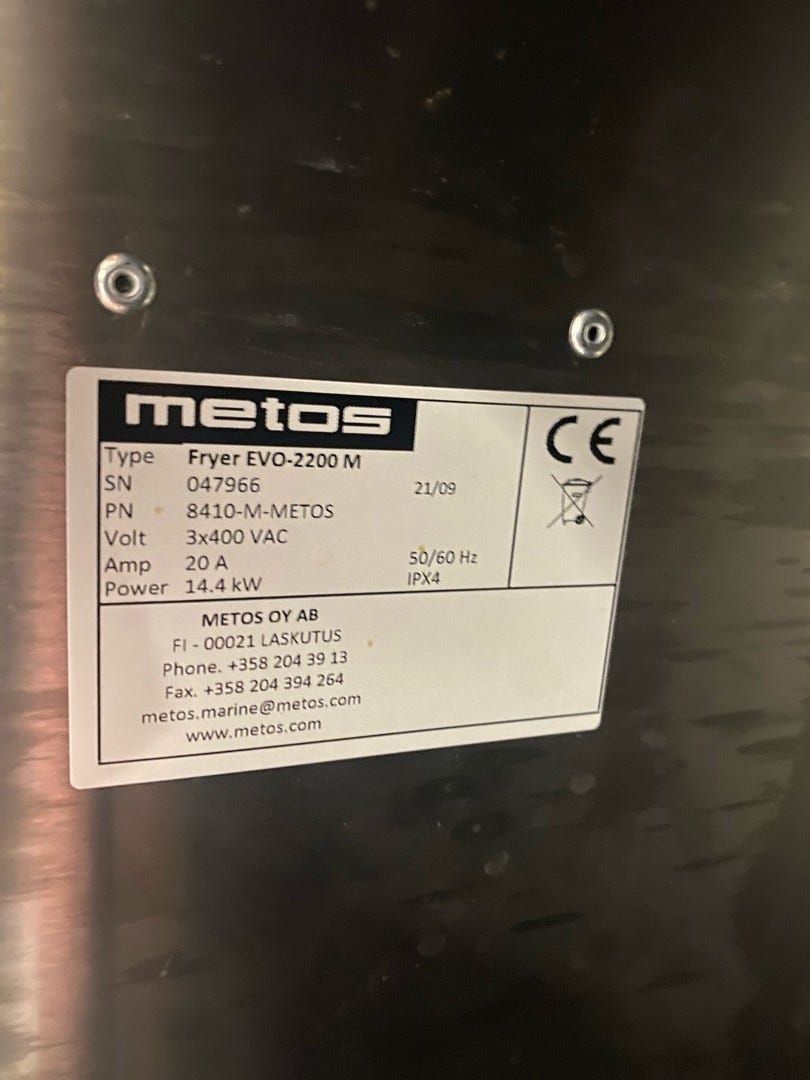 metos
Type Fryer EVO-2200 M
SN 047966 21/09
PN 8410-M-METOS
Volt 3x400 VAC
Amp 20 A 50/60 Hz
Power 14.4 kW IPX4
CE
METOS OY AB
FI - 00021 LASKUTUS
Phone. +358 204 39 13
Fax. +358 204 394 264
metos.marine@metos.com
www.metos.com